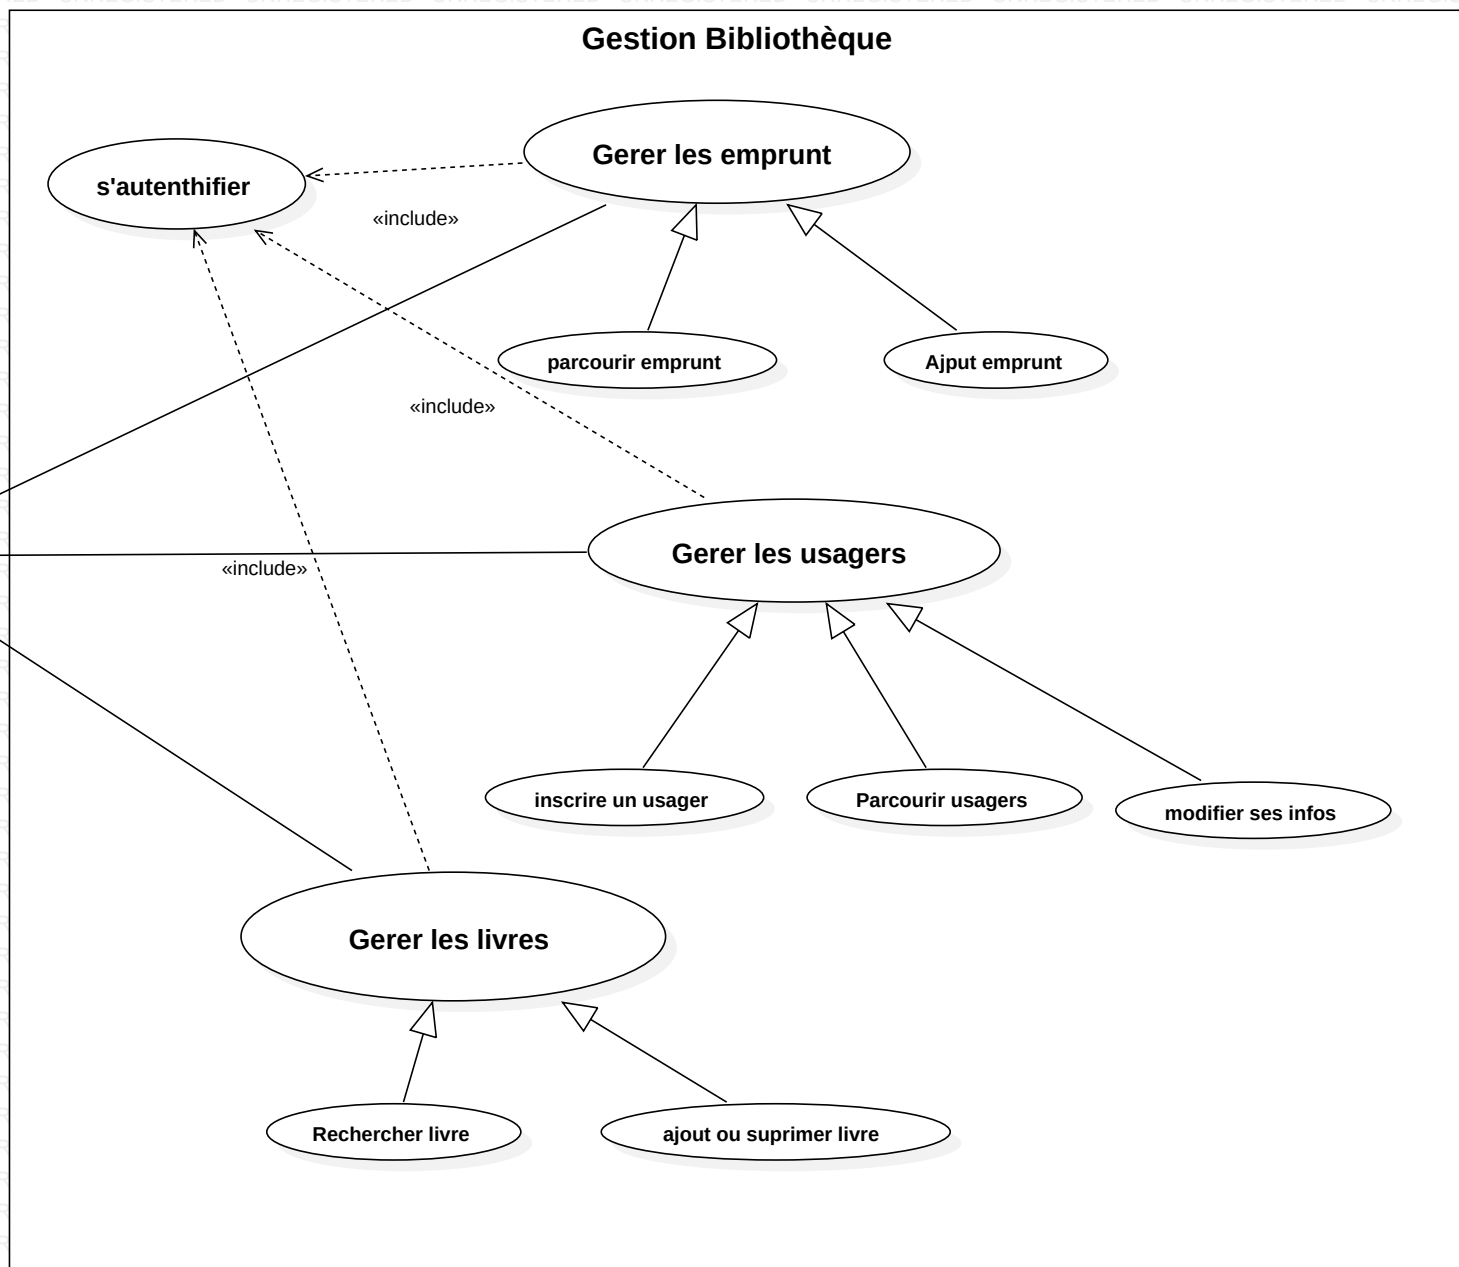 Gestion Bibliothèque
Gerer les emprunt
s'autenthifier
«include»
parcourir emprunt
Ajput emprunt
«include»
Gerer les usagers
«include»
inscrire un usager
Parcourir usagers
modifier ses infos
Gerer les livres
Rechercher livre
ajout ou suprimer livre